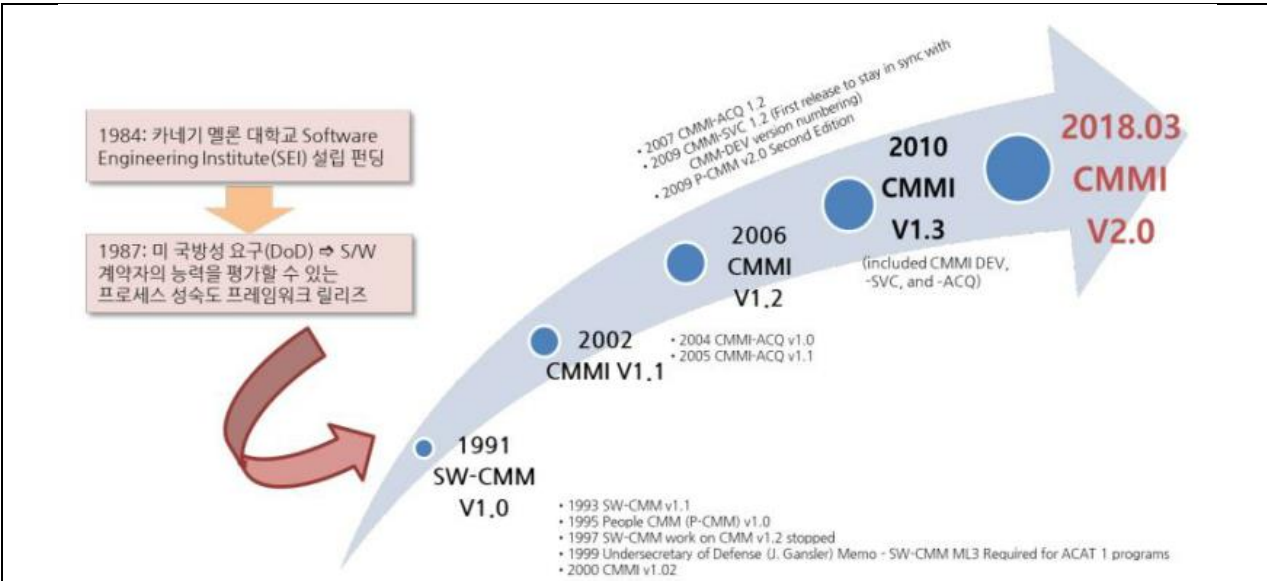 1984: 카네기 멜론 대학교 Software
Engineering Institute(SEI) 설립 펀딩
1987: 미 국방성 요구(DoD) ⇨ S/W
계약자의 능력을 평가할 수 있는
프로세스 성숙도 프레임워크 릴리즈
1991
SW-CMM
V1.0
• 1993 SW-CMM v1.1
• 1995 People CMM (P-CMM) v1.0
• 1997 SW-CMM work on CMM v1.2 stopped
• 1999 Undersecretary of Defense (J. Gansler) Memo - SW-CMM ML3 Required for ACAT 1 programs
• 2000 CMMI v1.02
2002
CMMI V1.1
• 2004 CMMI-ACQ v1.0
• 2005 CMMI-ACQ v1.1
2006
CMMI
V1.2
• 2007 CMMI-ACQ 1.2
• 2009 CMMI-SVC 1.2 (First release to stay in sync with
CMM-DEV version numbering)
• 2009 P-CMM v2.0 Second Edition
2010
CMMI
V1.3
(included CMMI DEV,
-SVC, and -ACQ)
2018.03
CMMI
V2.0